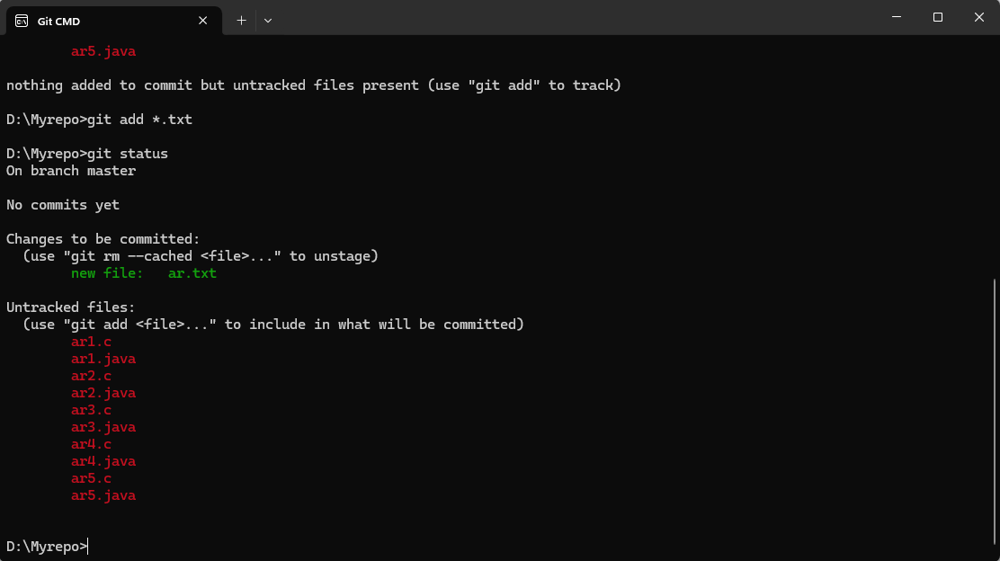 Git CMD
ar5.java
nothing added to commit but untracked files present (use "git add" to track)
D:\Myrepo>git add *.txt
D:\Myrepo>git status
On branch master
No commits yet
Changes to be committed:
(use "git rm --cached <file>..." to unstage)
new file:   ar.txt
Untracked files:
(use "git add <file>..." to include in what will be committed)
ar1.c
ar1.java
ar2.c
ar2.java
ar3.c
ar3.java
ar4.c
ar4.java
ar5.c
ar5.java
D:\Myrepo>